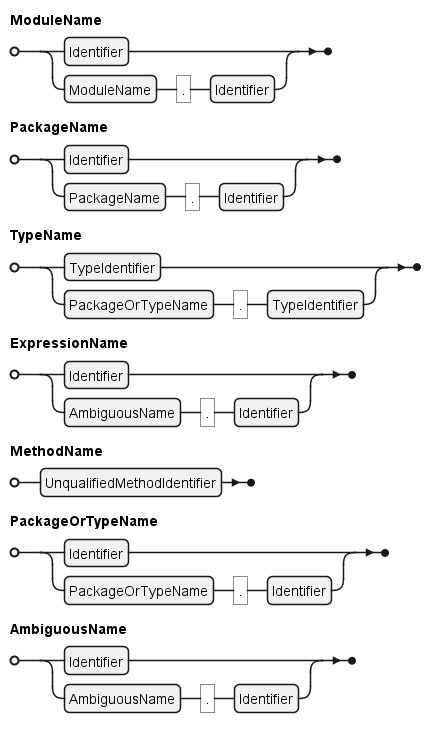 ModuleName
Identifier
ModuleName . Identifier
PackageName
Identifier
PackageName . Identifier
TypeName
TypeIdentifier
PackageOrTypeName . TypeIdentifier
ExpressionName
Identifier
AmbiguousName . Identifier
MethodName
UnqualifiedMethodIdentifier
PackageOrTypeName
Identifier
PackageOrTypeName . Identifier
AmbiguousName
Identifier
AmbiguousName . Identifier